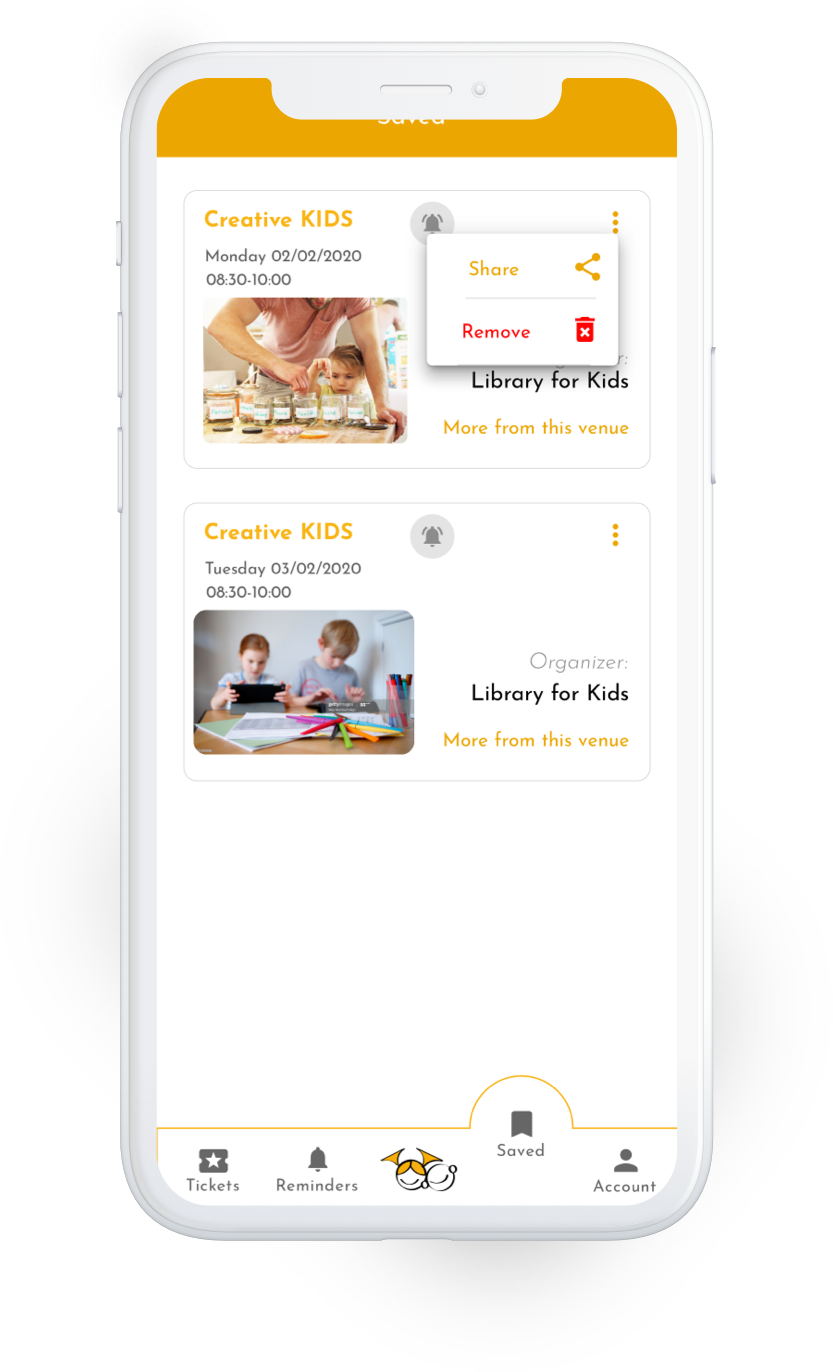 Saved
Creative KIDS
Monday 02/02/2020
08:30-10:00
Share
Remove
Library for Kids
More from this venue
Creative KIDS
Tuesday 03/02/2020
08:30-10:00
Organizer:
Library for Kids
gettyimages
More from this venue
Tickets
Reminders
Saved
Account